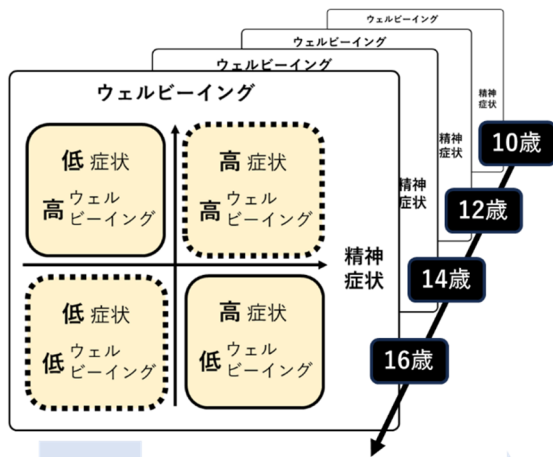 ウェルビーイング
精神
症状
10歳
ウェルビーイング
精神
症状
12歳
ウェルビーイング
精神
症状
14歳
ウェルビーイング
低 症状
高 ウェル
ビーイング
高 症状
高 ウェル
ビーイング
精神
症状
低 症状
低 ウェル
ビーイング
高 症状
低 ウェル
ビーイング
16歳